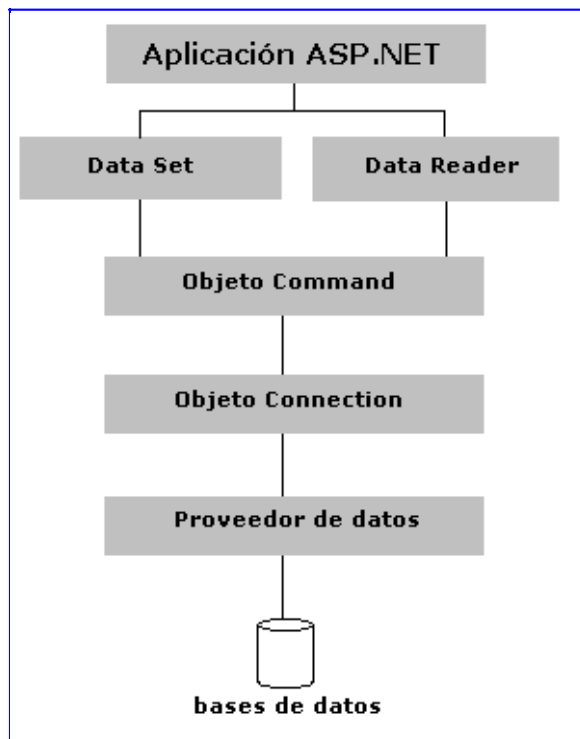 Aplicación ASP.NET
Data Set
Data Reader
Objeto Command
Objeto Connection
Proveedor de datos
bases de datos